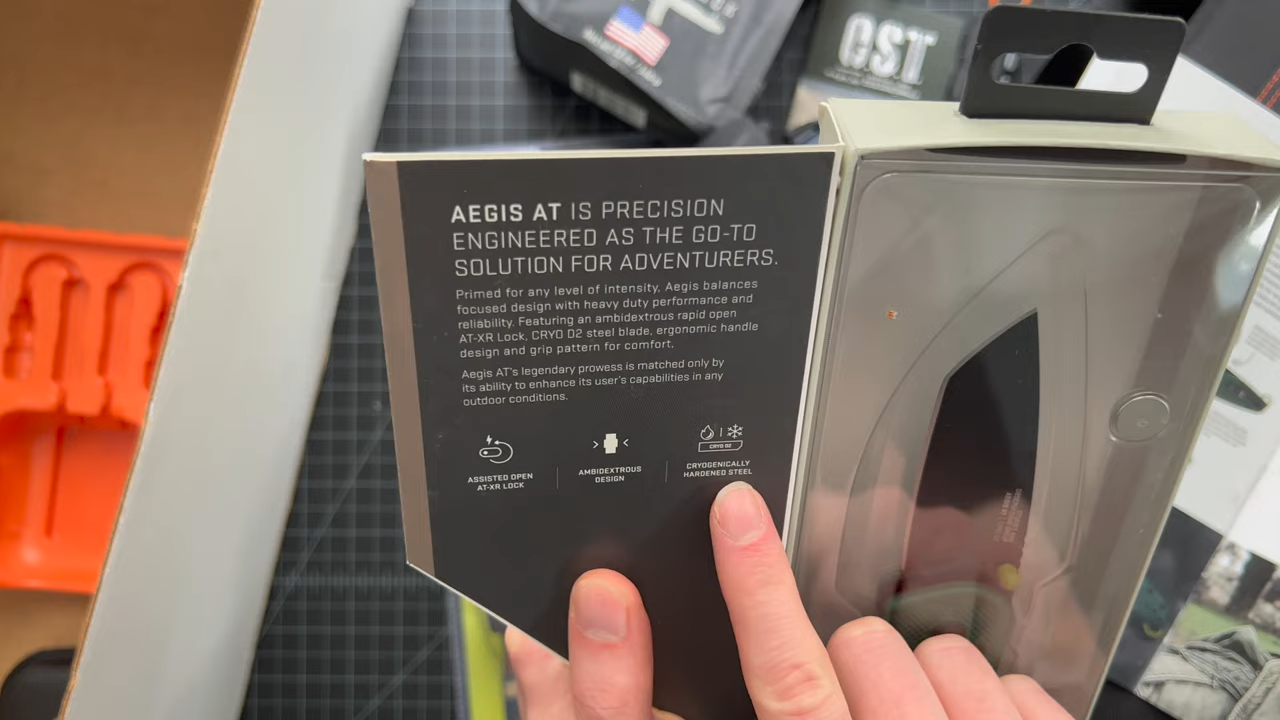 GST
AEGIS AT IS PRECISION
ENGINEERED AS THE GO-TO
SOLUTION FOR ADVENTURERS.
Primed for any level of intensity, Aegis balances
focused design with heavy duty performance and
reliability. Featuring an ambidextrous rapid open
AT-XR Lock, CRYO D2 steel blade, ergonomic handle
design and grip pattern for comfort.
Aegis AT's legendary prowess is matched only by
its ability to enhance its user's capabilities in any
outdoor conditions.
CRYO D2
ASSISTED OPEN
AT-XR LOCK
AMBIDEXTROUS
DESIGN
CRYOGENICALLY
HARDENED STEEL